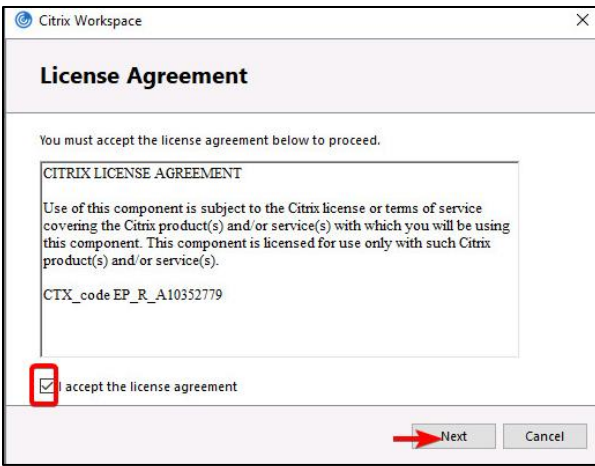 Citrix Workspace
License Agreement
You must accept the license agreement below to proceed.
CITRIX LICENSE AGREEMENT
Use of this component is subject to the Citrix license or terms of service
covering the Citrix product(s) and/or service(s) with which you will be using
this component. This component is licensed for use only with such Citrix
product(s) and/or service(s).
CTX_code EP_R_A10352779
I accept the license agreement
Next
Cancel